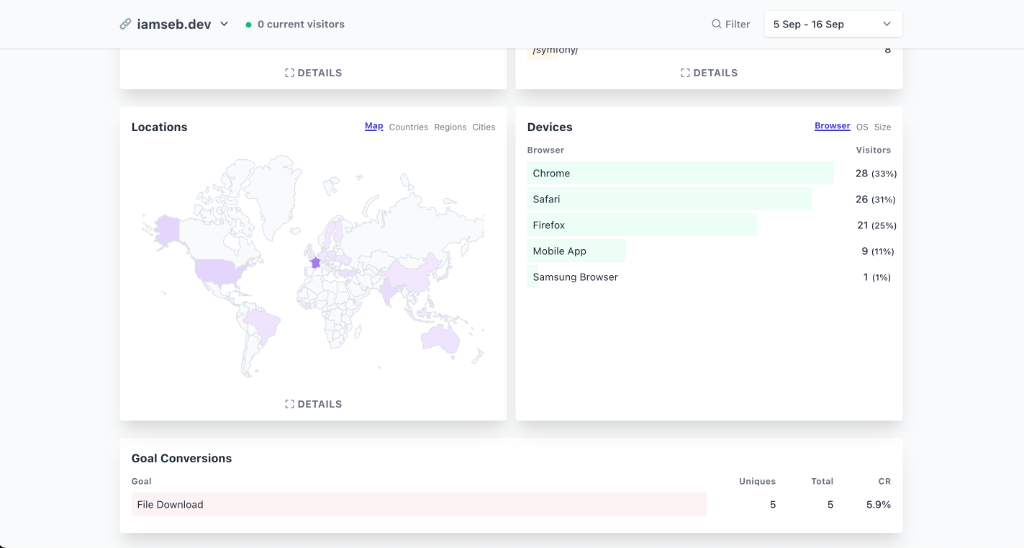 iamseb.dev
0 current visitors
Filter
5 Sep - 16 Sep
/symfony/ 8
DETAILS
DETAILS
Locations
Map Countries Regions Cities
DETAILS
Devices
Browser OS Size
Browser Visitors
Chrome 28 (33%)
Safari 26 (31%)
Firefox 21 (25%)
Mobile App 9 (11%)
Samsung Browser 1 (1%)
Goal Conversions
Goal Uniques Total CR
File Download 5 5 5.9%